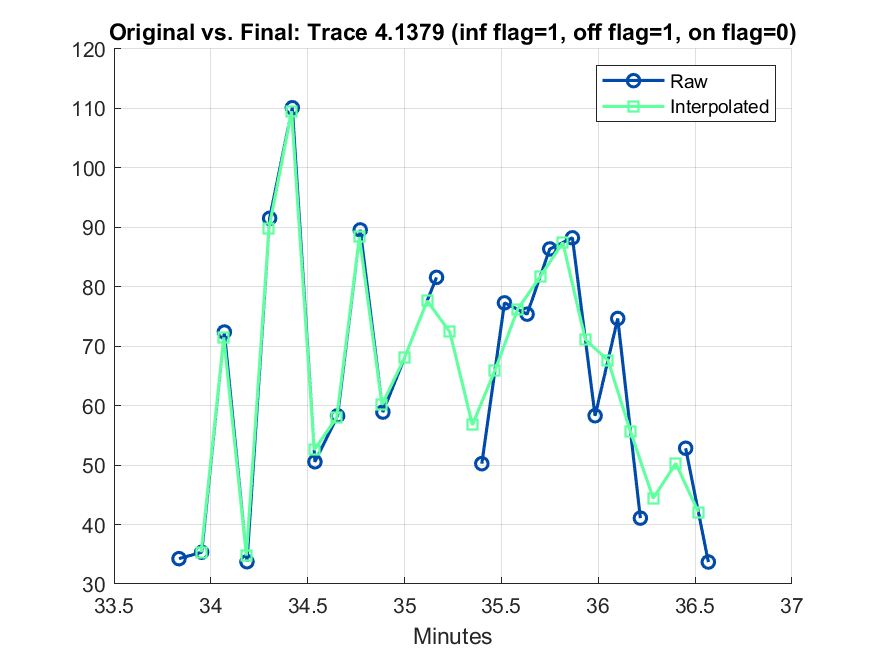 Original vs. Final: Trace 4.1379 (inf flag=1, off flag=1, on flag=0)
120
110
100
90
80
70
60
50
40
30
Raw
Interpolated
33.5 34 34.5 35 35.5 36 36.5 37
Minutes